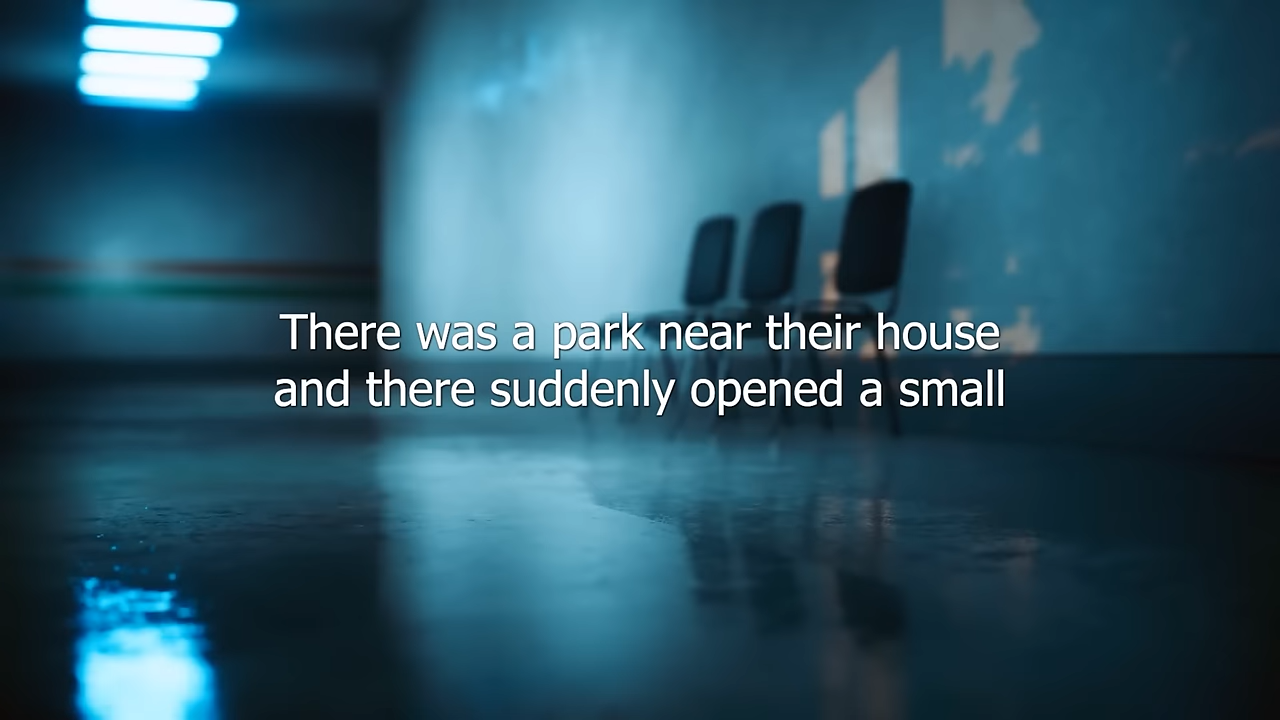 There was a park near their house
and there suddenly opened a small